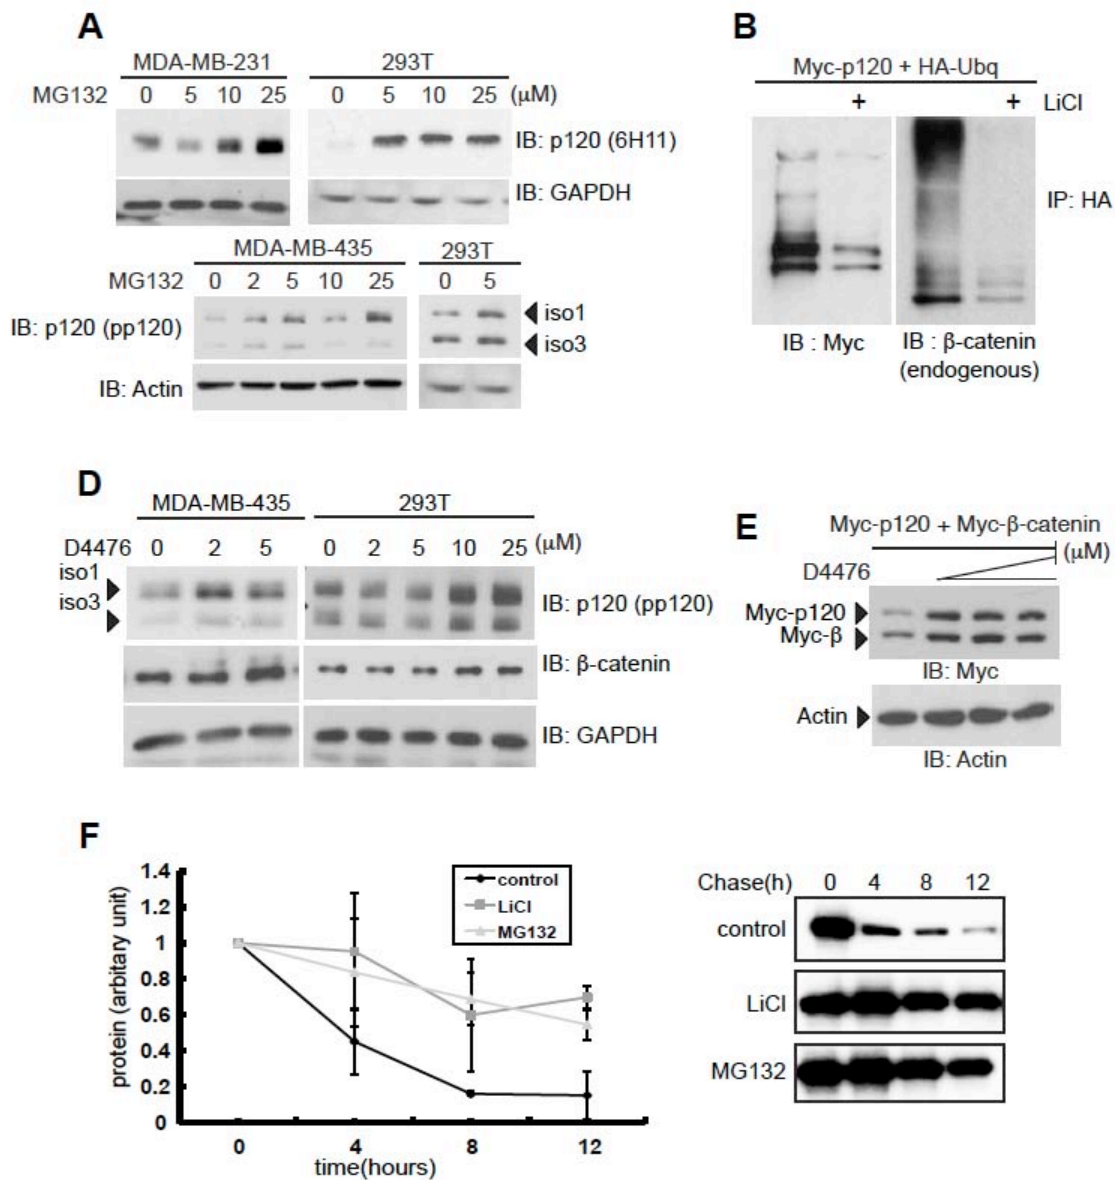 A
MDA-MB-231 293T
MG132 0 5 10 25 0 5 10 25 (μM)
IB: p120 (6H11)
IB: GAPDH
MDA-MB-435 293T
MG132 0 2 5 10 25 0 5
IB: p120 (pp120) iso1
iso3
IB: Actin
B
Myc-p120 + HA-Ubq
+ + LiCl
IP: HA
IB : Myc IB : β-catenin
(endogenous)
D
MDA-MB-435 293T
D4476 0 2 5 0 2 5 10 25 (μM)
iso1
iso3 IB: p120 (pp120)
IB: β-catenin
IB: GAPDH
E
Myc-p120 + Myc-β-catenin
(μM)
D4476
Myc-p120
Myc-β
IB: Myc
Actin
IB: Actin
F
protein (arbitary unit)
1.4
1.2
1
0.8
0.6
0.4
0.2
0
0 4 8 12
time(hours)
control
LiCl
MG132
Chase(h) 0 4 8 12
control
LiCl
MG132